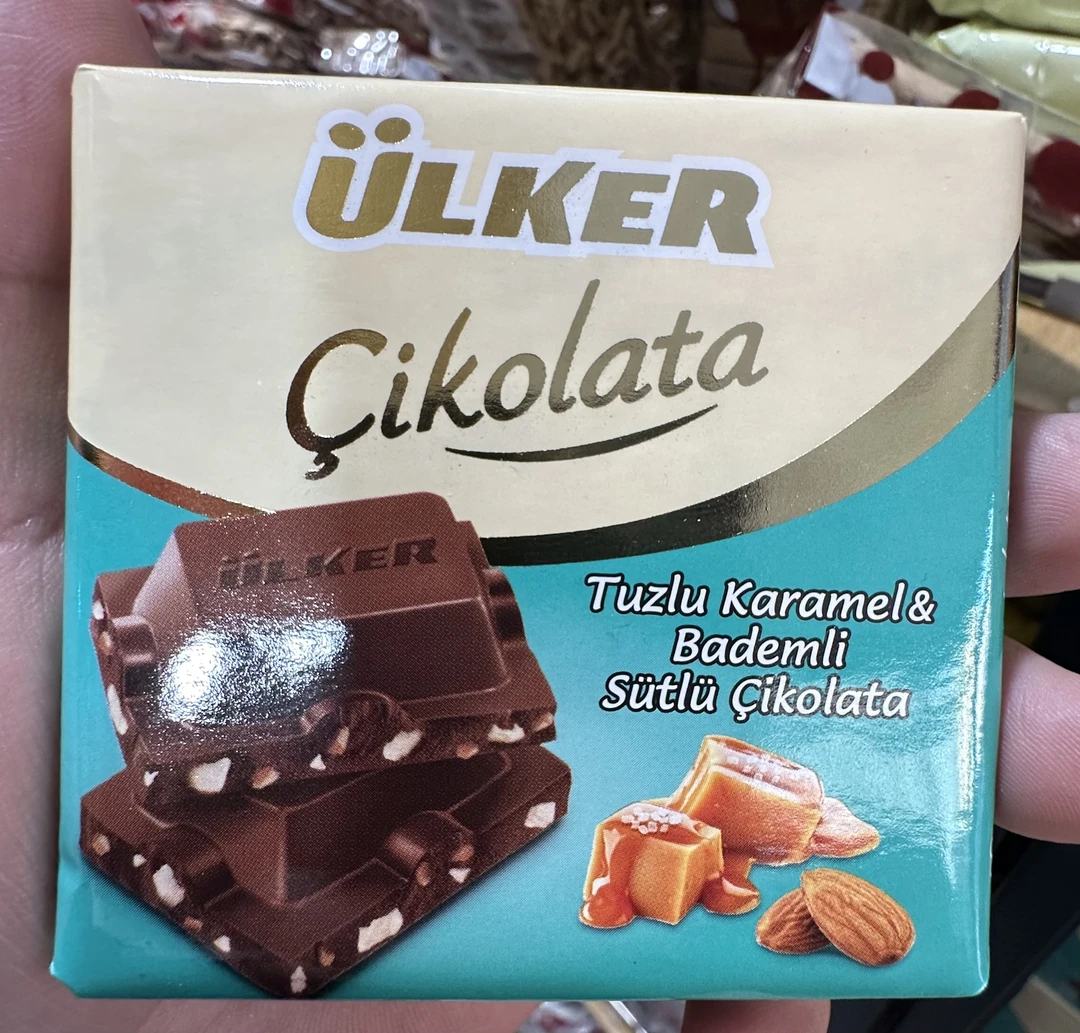 ÜLKER
Çikolata
ÜLKER
Tuzlu Karamel &
Bademli
Sütlü Çikolata